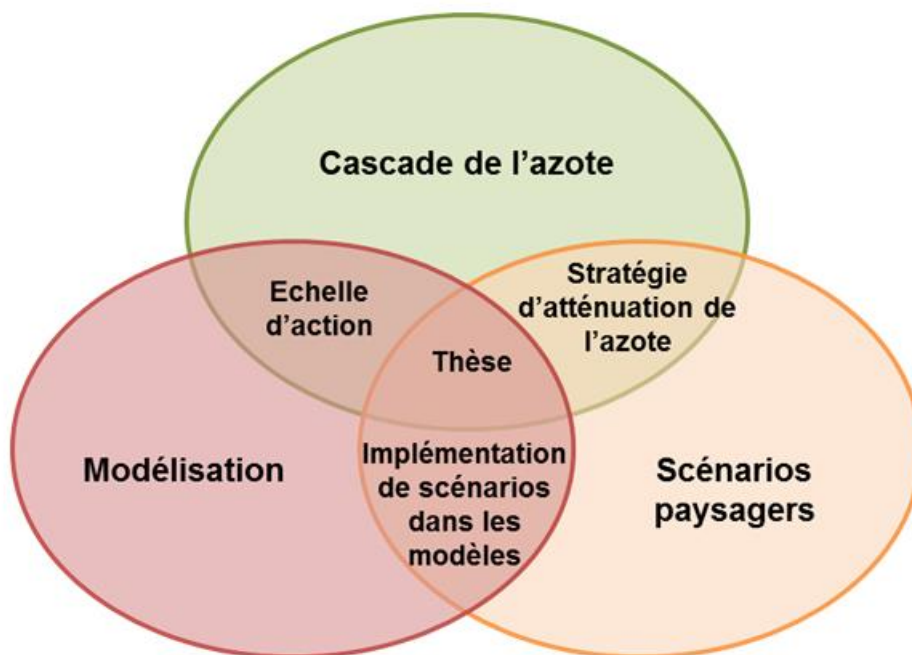 Cascade de l'azote
Echelle
d'action
Stratégie
d'atténuation de
l'azote
Thèse
Modélisation
Implémentation
de scénarios
dans les
modèles
Scénarios
paysagers